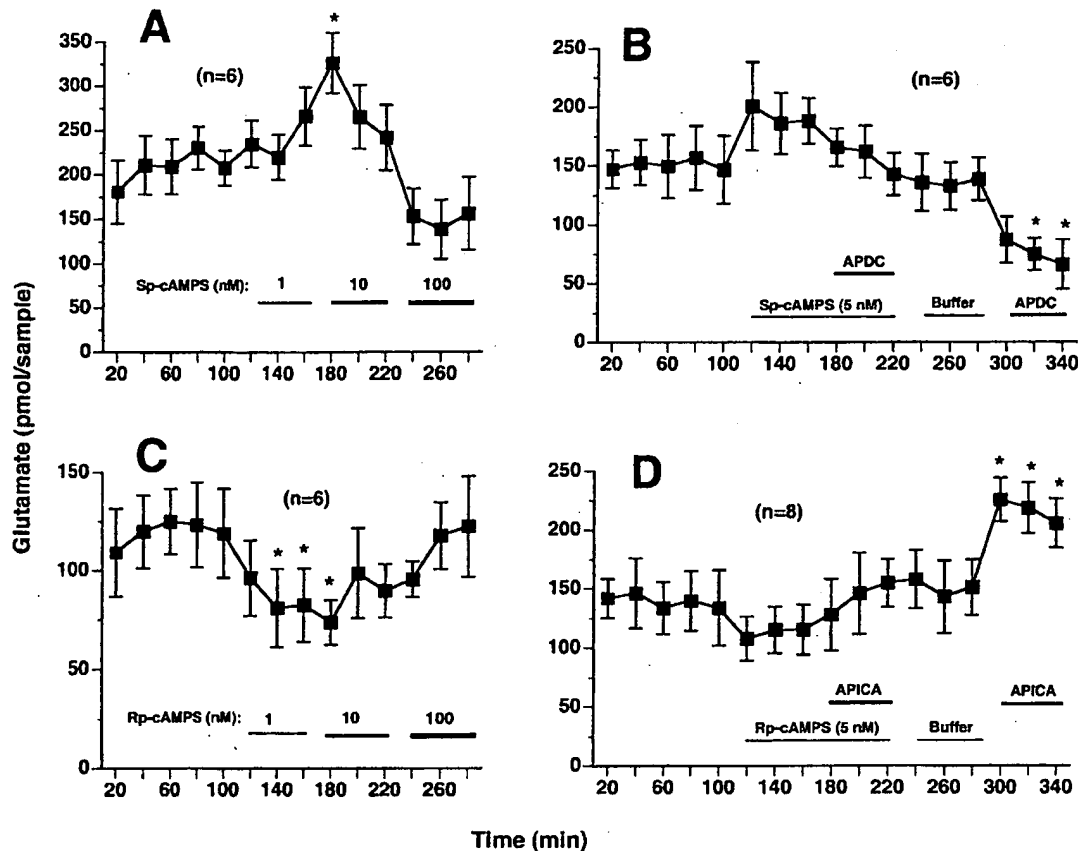 Glutamate (pmol/sample)
A
(n=6)
*
350
300
250
200
150
100
50
0
Sp-cAMPS (nM): 1 10 100
20 60 100 140 180 220 260
B
(n=6)
250
200
150
100
50
0
* *
APDC
Sp-cAMPS (5 nM) Buffer APDC
20 60 100 140 180 220 260 300 340
C
(n=6)
150
100
50
0
* * *
Rp-cAMPS (nM): 1 10 100
20 60 100 140 180 220 260
D
(n=8)
250
200
150
100
50
0
* * *
APICA APICA
Rp-cAMPS (5 nM) Buffer
20 60 100 140 180 220 260 300 340
Time (min)